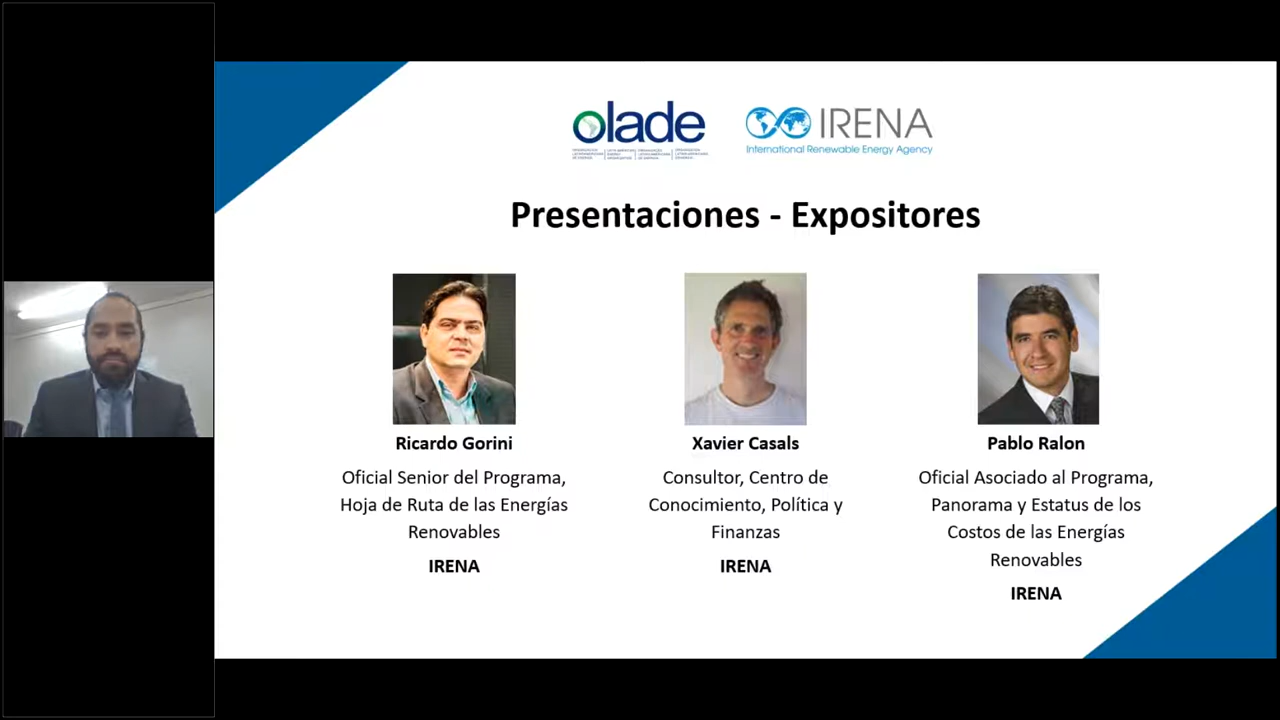 olade
IRENA
International Renewable Energy Agency
Presentaciones - Expositores
Ricardo Gorini
Oficial Senior del Programa,
Hoja de Ruta de las Energías
Renovables
IRENA
Xavier Casals
Consultor, Centro de
Conocimiento, Política y
Finanzas
IRENA
Pablo Ralon
Oficial Asociado al Programa,
Panorama y Estatus de los
Costos de las Energías
Renovables
IRENA